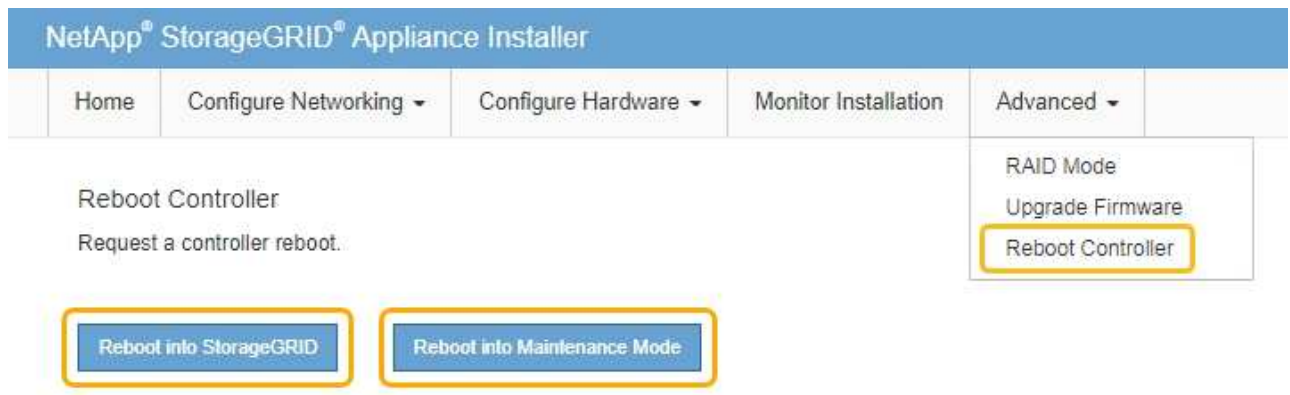 NetApp® StorageGRID® Appliance Installer
Home Configure Networking Configure Hardware Monitor Installation Advanced
RAID Mode
Upgrade Firmware
Reboot Controller
Reboot Controller
Request a controller reboot.
Reboot into StorageGRID Reboot into Maintenance Mode